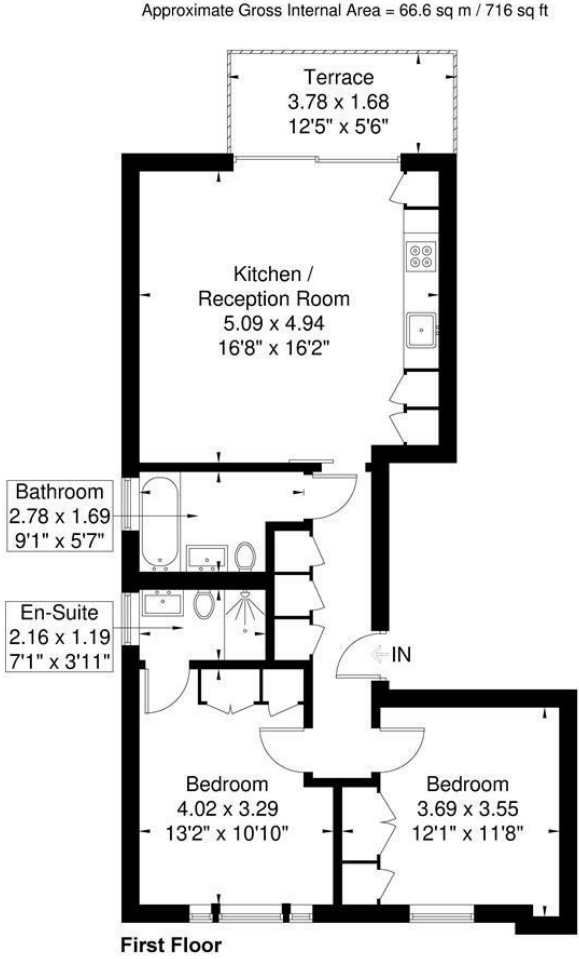 Approximate Gross Internal Area = 66.6 sq m / 716 sq ft
Terrace
3.78 x 1.68
12'5" x 5'6"
Kitchen /
Reception Room
5.09 x 4.94
16'8" x 16'2"
Bathroom
2.78 x 1.69
9'1" x 5'7"
En-Suite
2.16 x 1.19
7'1" x 3'11"
IN
Bedroom
4.02 x 3.29
13'2" x 10'10"
Bedroom
3.69 x 3.55
12'1" x 11'8"
First Floor